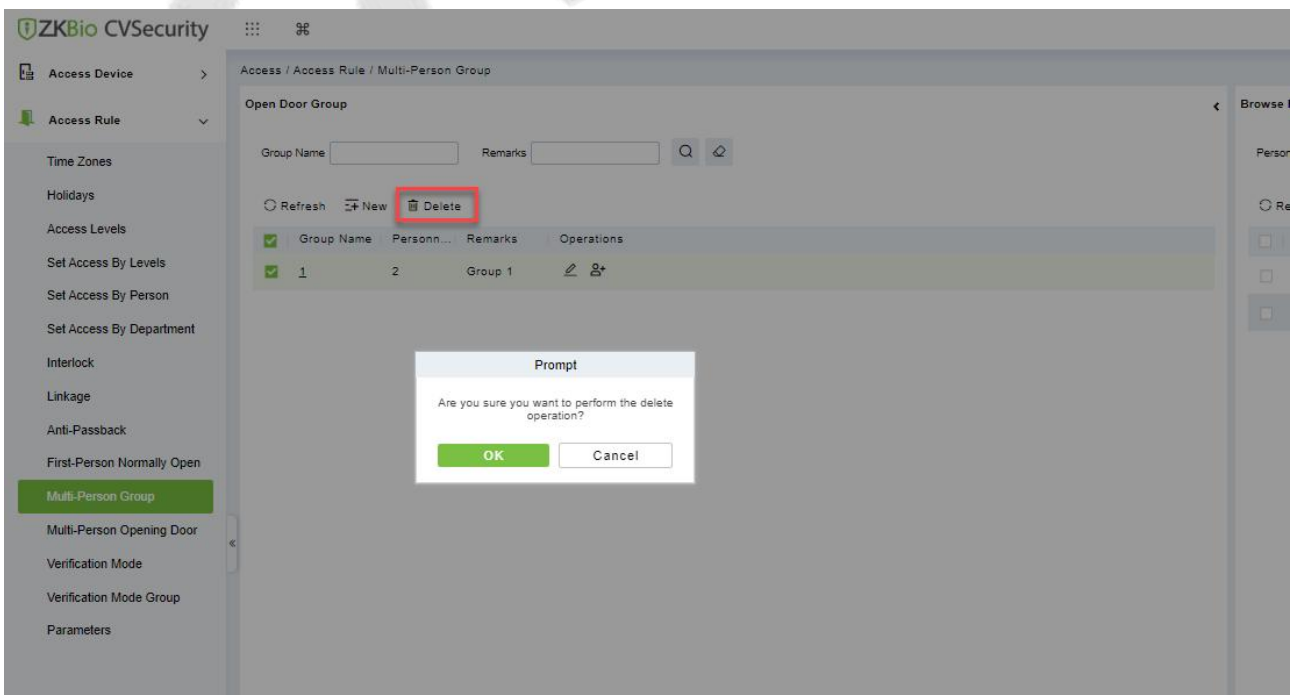 ZKBio CVSecurity
Access Device
Access Rule
Time Zones
Holidays
Access Levels
Set Access By Levels
Set Access By Person
Set Access By Department
Interlock
Linkage
Anti-Passback
First-Person Normally Open
Multi-Person Group
Multi-Person Opening Door
Verification Mode
Verification Mode Group
Parameters
Access / Access Rule / Multi-Person Group
Open Door Group
Group Name Remarks
Refresh New Delete
Group Name Personn... Remarks Operations
1 2 Group 1
Prompt
Are you sure you want to perform the delete
operation?
OK Cancel
Browse
Person
Re